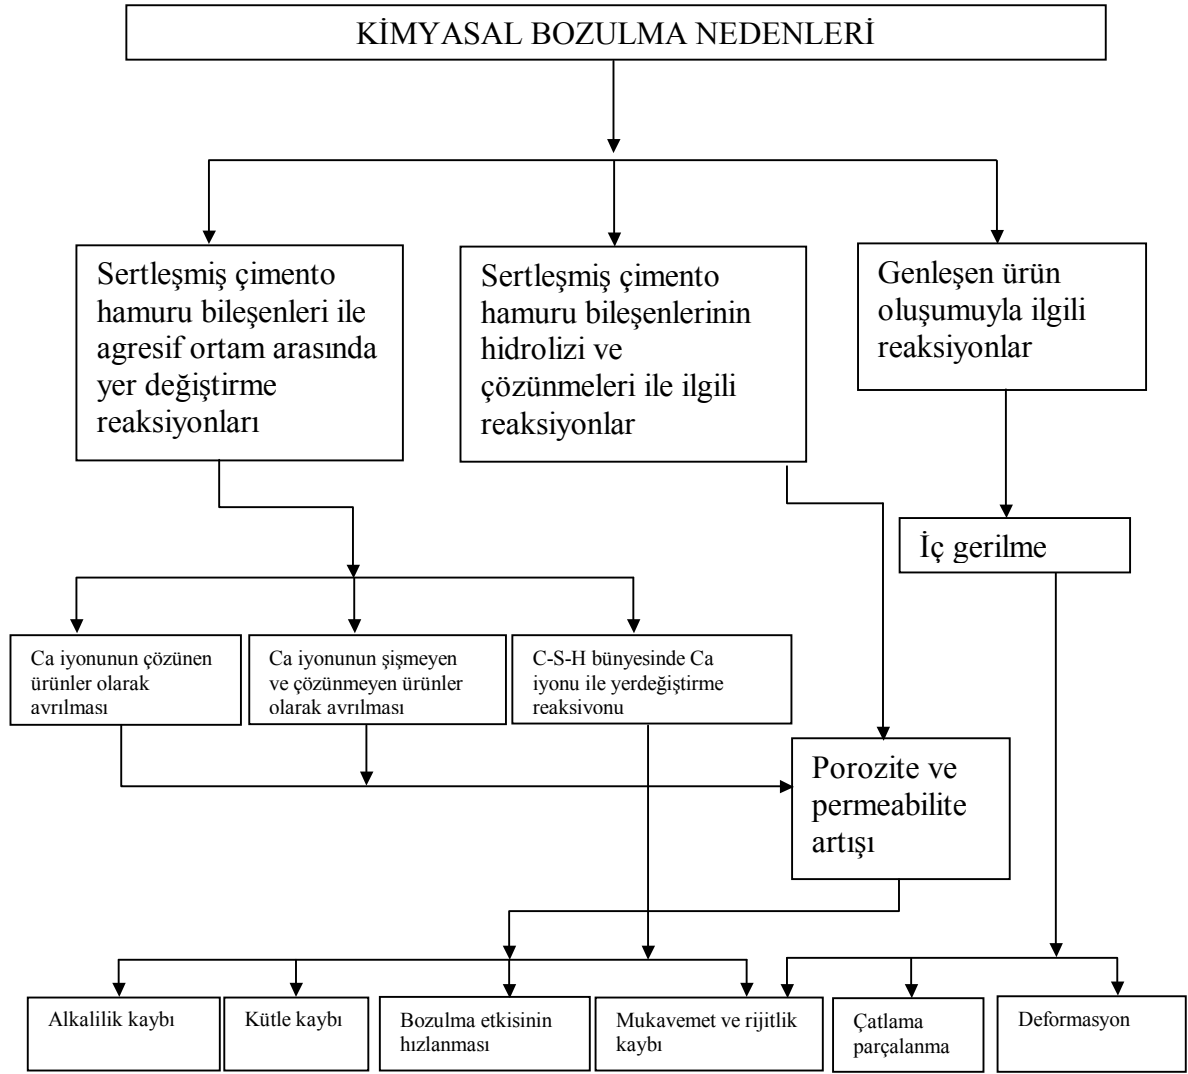 KİMYASAL BOZULMA NEDENLERİ
Sertleşmiş çimento
hamuru bileşenleri ile
agresif ortam arasında
yer değiştirme
reaksiyonları
Sertleşmiş çimento
hamuru bileşenlerinin
hidrolizi ve
çözünmeleri ile ilgili
reaksiyonlar
Genleşen ürün
oluşumuyla ilgili
reaksiyonlar
İç gerilme
Ca iyonunun çözünen
ürünler olarak
avrılması
Ca iyonunun şişmeyen
ve çözünmeyen ürünler
olarak avrılması
C-S-H bünyesinde Ca
iyonu ile yerdeğiştirme
reaksivonu
Porozite ve
permeabilite
artışı
Alkalilik kaybı
Kütle kaybı
Bozulma etkisinin
hızlanması
Mukavemet ve rijitlik
kaybı
Çatlama
parçalanma
Deformasyon